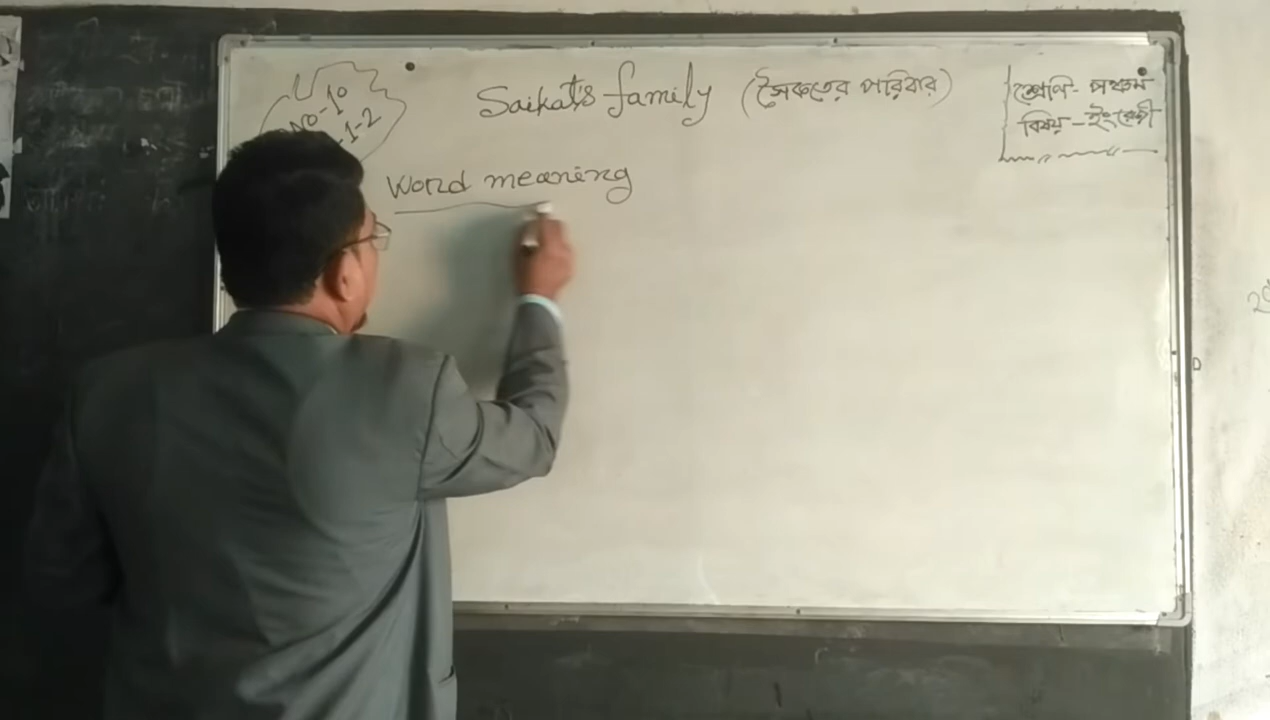 Saikat's family (সৈকতের পরিবার)
শ্রেণি- পঞ্চম
বিষয় - ইংরেজী
No-10
1-2
Word meaning